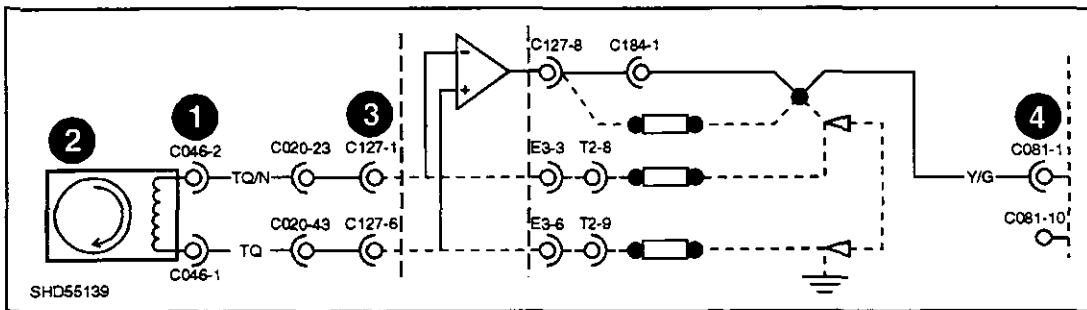 C127-8 C184-1
2 1 3 4
C046-2 C020-23 C127-1 E3-3 T2-8 C081-1
TQ/N Y/G
C020-43 C127-6 E3-6 T2-9 C081-10
TQ
C046-1
SHD55139
- +